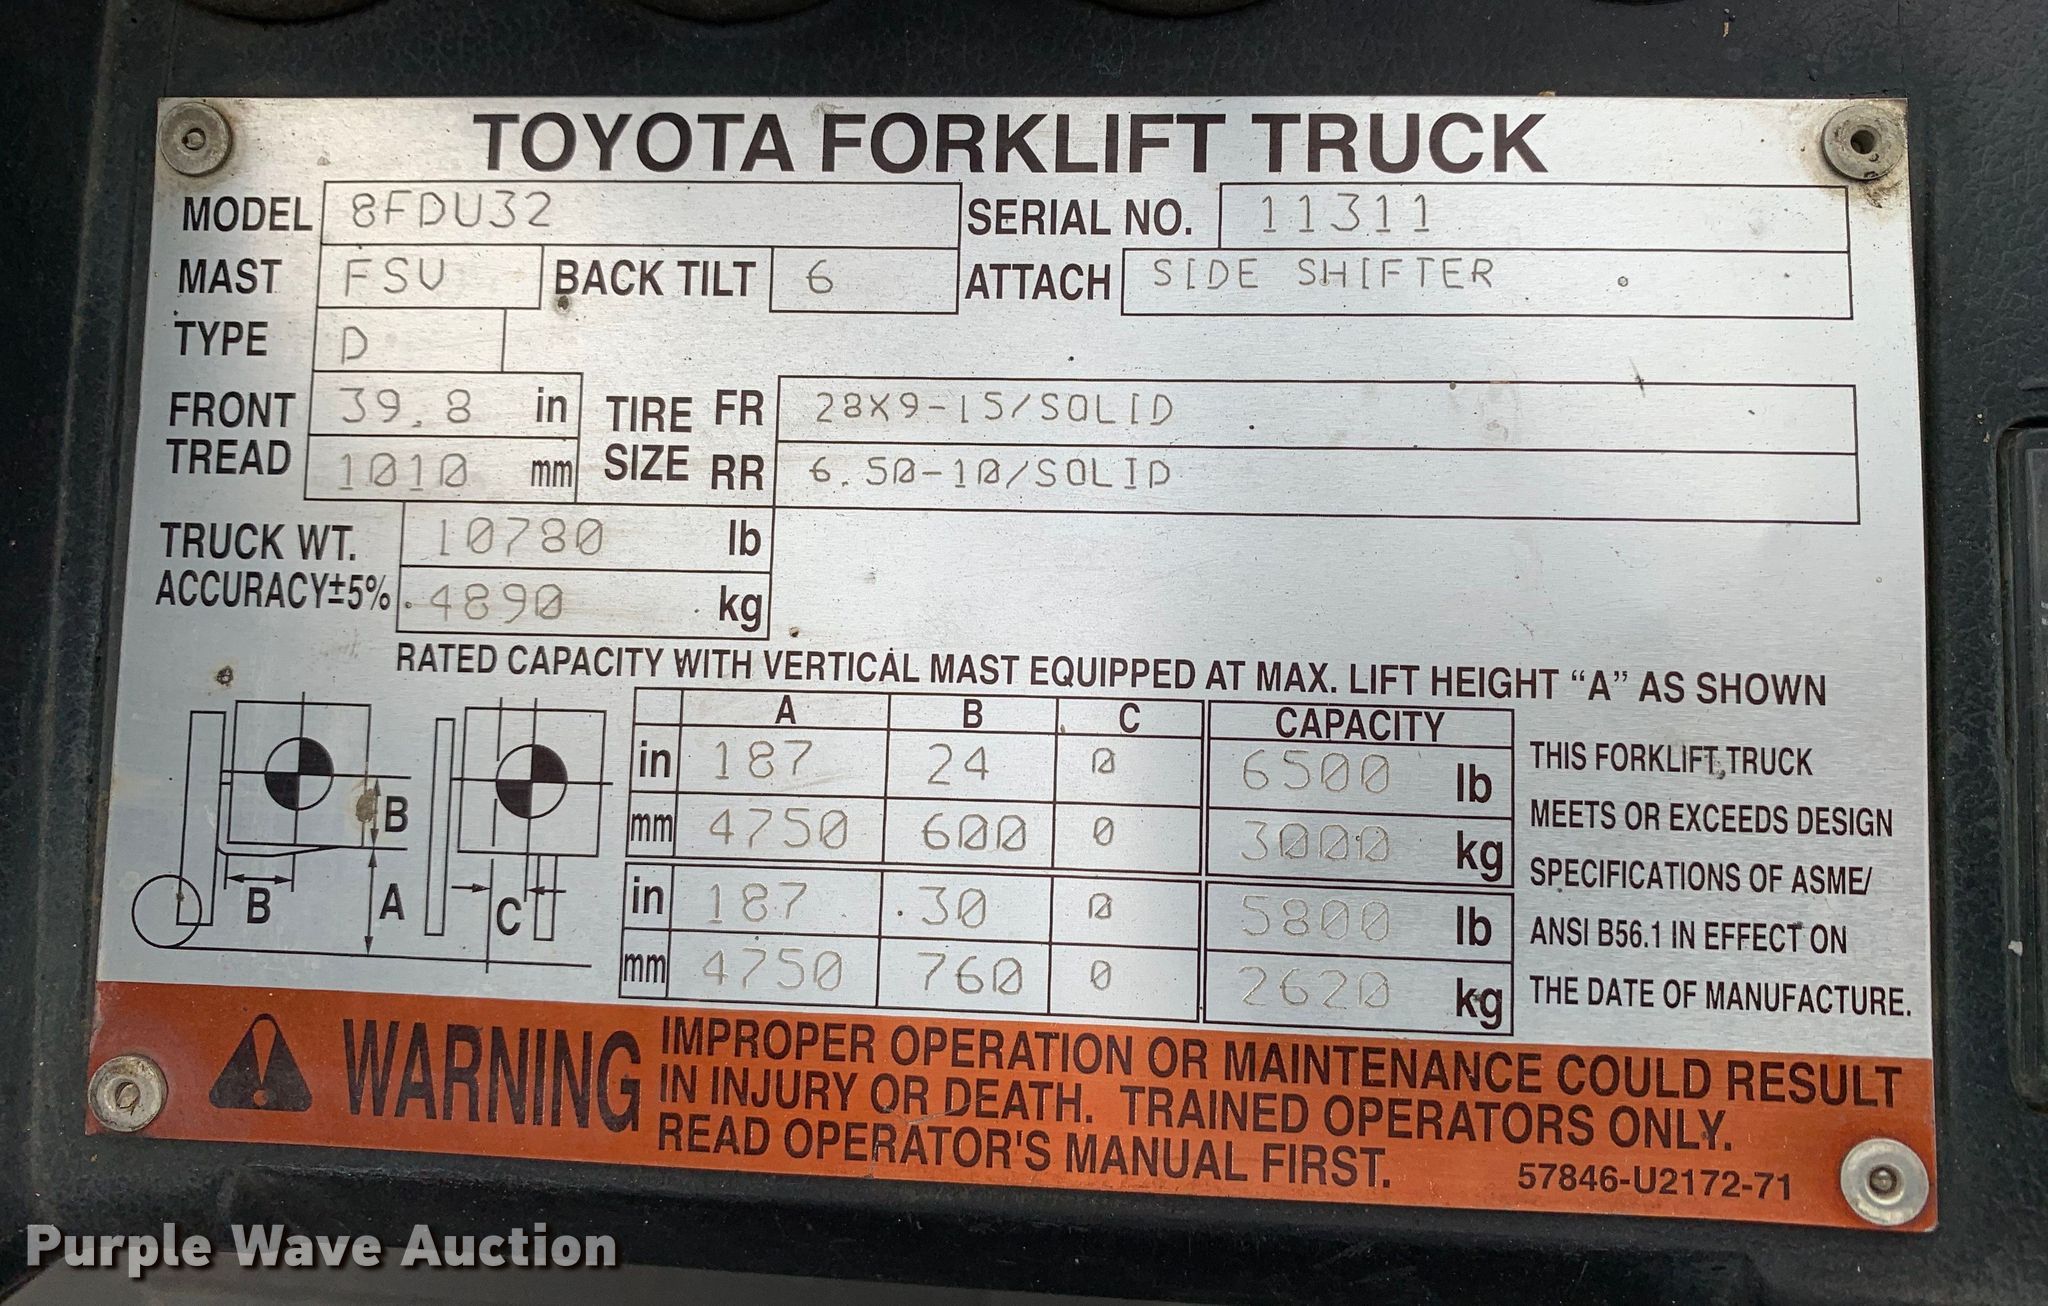 TOYOTA FORKLIFT TRUCK
MODEL 8FDU32 SERIAL NO. 11311
MAST FSV BACK TILT 6 ATTACH SIDE SHIFTER
TYPE D
FRONT TREAD 39.8 in TIRE SIZE FR 28X9-15/SOLID
1010 mm RR 6.50-10/SOLID
TRUCK WT. 10780 lb
ACCURACY±5% 4890 kg
RATED CAPACITY WITH VERTICAL MAST EQUIPPED AT MAX. LIFT HEIGHT "A" AS SHOWN
A B C CAPACITY
in 187 24 0 6500 lb
mm 4750 600 0 3000 kg
in 187 30 0 5800 lb
mm 4750 760 0 2620 kg
B
B A C
THIS FORKLIFT TRUCK
MEETS OR EXCEEDS DESIGN
SPECIFICATIONS OF ASME/
ANSI B56.1 IN EFFECT ON
THE DATE OF MANUFACTURE.
WARNING
IMPROPER OPERATION OR MAINTENANCE COULD RESULT
IN INJURY OR DEATH. TRAINED OPERATORS ONLY.
READ OPERATOR'S MANUAL FIRST.
57846-U2172-71
Purple Wave Auction